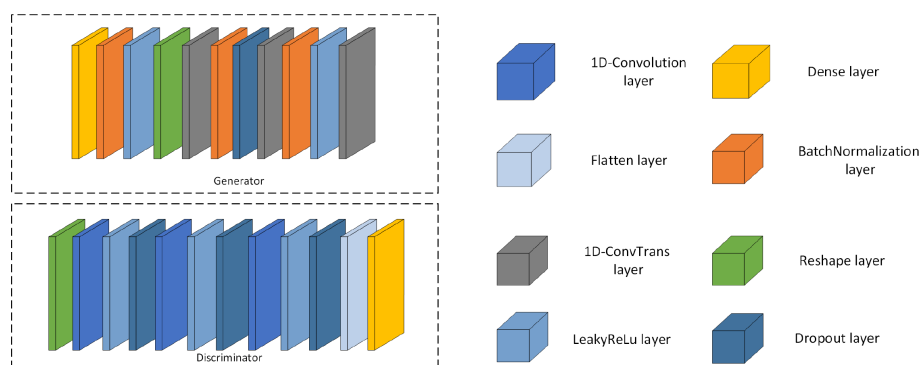 Generator
Discriminator
1D-Convolution
layer
Dense layer
Flatten layer
BatchNormalization
layer
1D-ConvTrans
layer
Reshape layer
LeakyReLu layer
Dropout layer